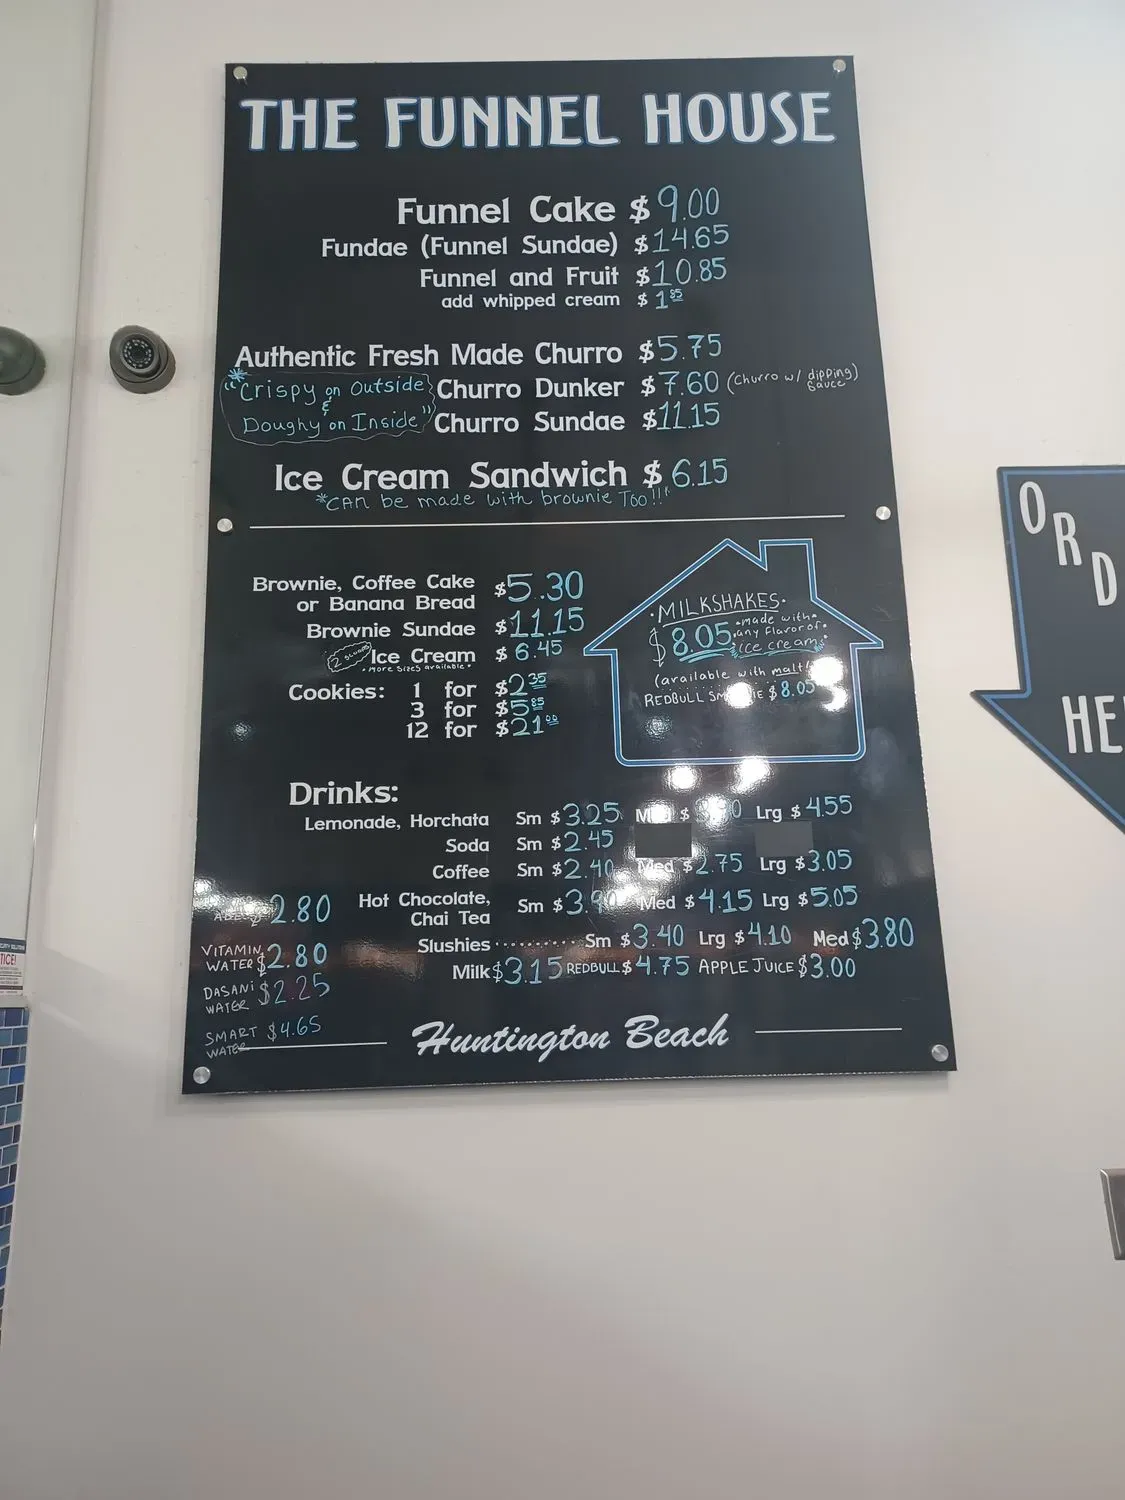 THE FUNNEL HOUSE
Funnel Cake $ 9.00
Fundae (Funnel Sundae) $14.65
Funnel and Fruit $10.85
add whipped cream $ 1.85
Authentic Fresh Made Churro $5.75
"Crispy on Outside & Doughy on Inside"
Churro Dunker $7.60 (churro w/ dipping sauce)
Churro Sundae $11.15
Ice Cream Sandwich $ 6.15
*CAN be made with brownie Too!!*
Brownie, Coffee Cake
or Banana Bread $5.30
Brownie Sundae $11.15
2 scoops Ice Cream $ 6.45
• more sizes available •
Cookies: 1 for $2.35
3 for $5.85
12 for $21.00
• MILKSHAKES •
$8.05 • made with •
any flavor of
ice cream
(available with malt!
REDBULL $8.05
Drinks:
Lemonade, Horchata Sm $3.25 Med $ Lrg $4.55
Soda Sm $2.45
Coffee Sm $2.40 Med $2.75 Lrg $3.05
Hot Chocolate,
Chai Tea Sm $3. Med $4.15 Lrg $5.05
Slushies .......... Sm $3.40 Lrg $4.10 Med $3.80
Milk $3.15 REDBULL $4.75 APPLE JUICE $3.00
2.80
VITAMIN
WATER $2.80
DASANI
WATER $2.25
SMART
WATER $4.65
Huntington Beach
ORD
HE
TICE!